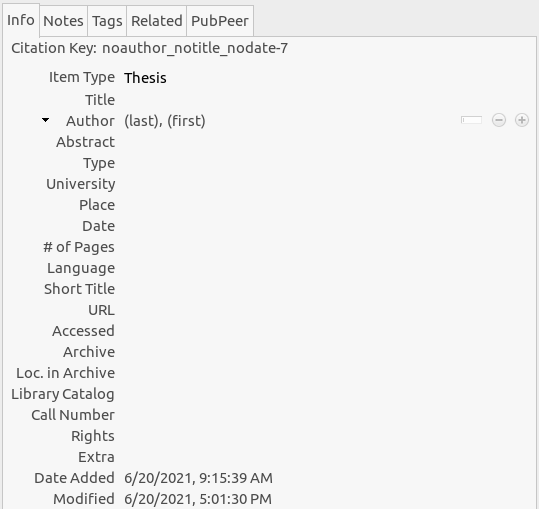 Info Notes Tags Related PubPeer
Citation Key: noauthor_notitle_nodate-7
Item Type Thesis
Title
Author (last), (first)
Abstract
Type
University
Place
Date
# of Pages
Language
Short Title
URL
Accessed
Archive
Loc. in Archive
Library Catalog
Call Number
Rights
Extra
Date Added 6/20/2021, 9:15:39 AM
Modified 6/20/2021, 5:01:30 PM